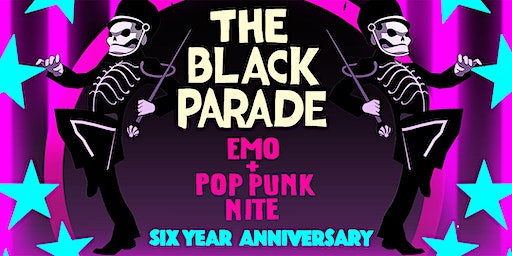 THE
BLACK
PARADE
EMO
+
POP PUNK
NITE
SIX YEAR ANNIVERSARY